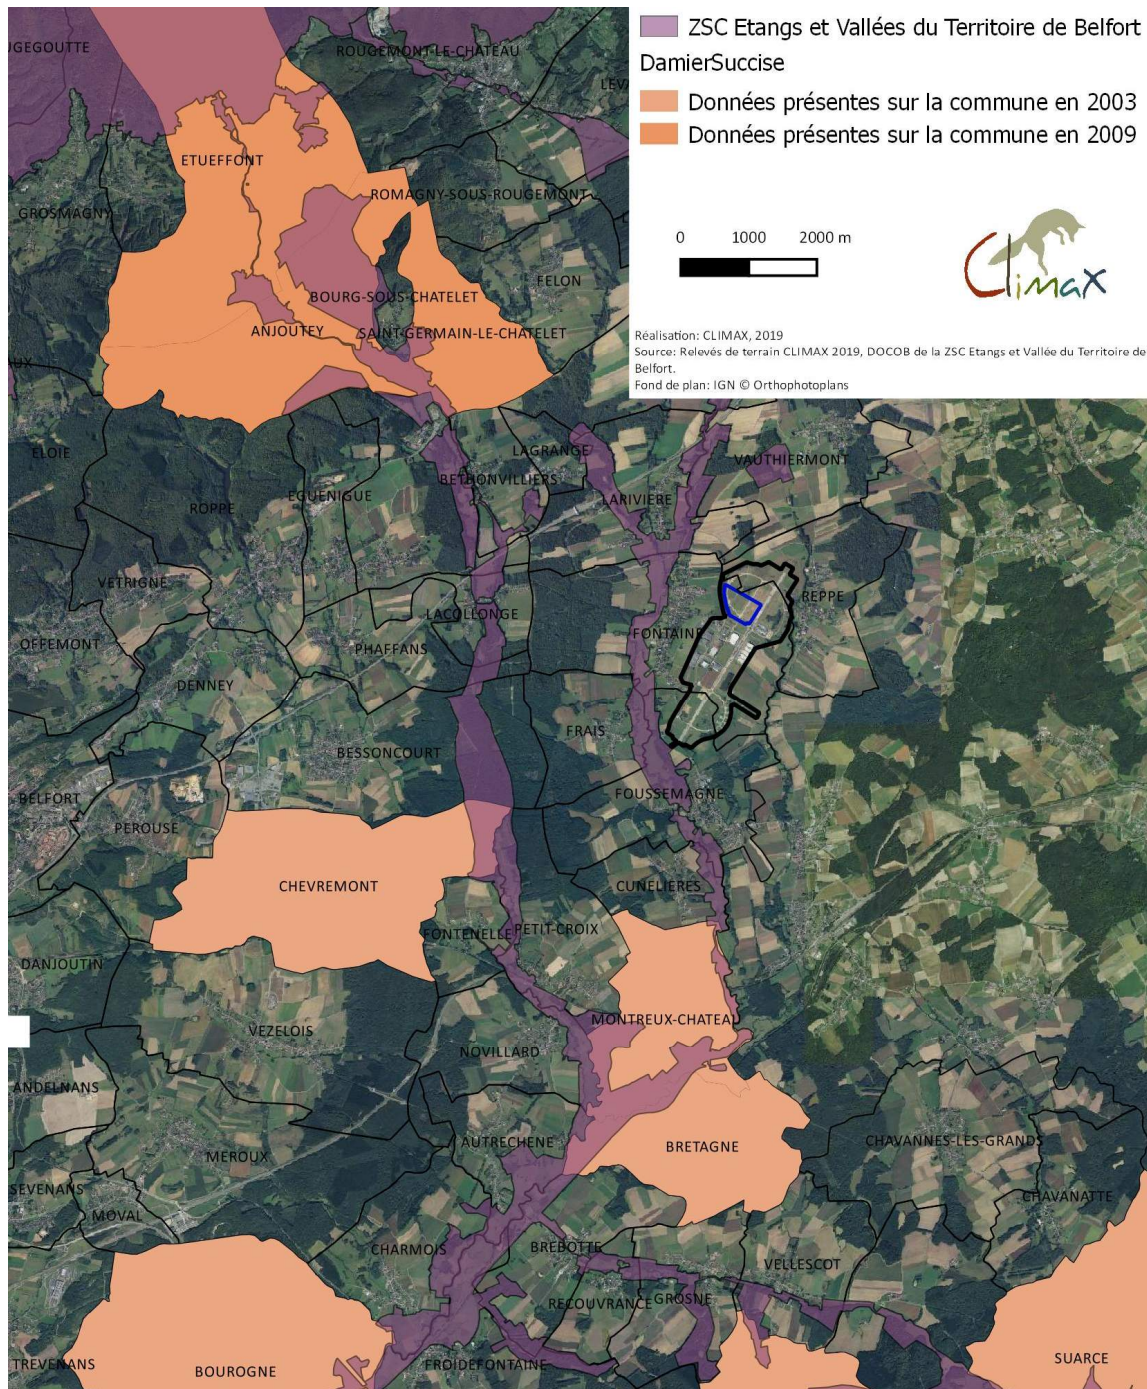 ZSC Etangs et Vallées du Territoire de Belfort
DamierSuccise
Données présentes sur la commune en 2003
Données présentes sur la commune en 2009
0 1000 2000 m
Climax
Réalisation: CLIMAX, 2019
Source: Relevés de terrain CLIMAX 2019, DOCOB de la ZSC Etangs et Vallée du Territoire de
Belfort.
Fond de plan: IGN © Orthophotoplans
UGEGOUTTE
ROUGEMONT-LE-CHATEAU
LEVA
ETUEFFONT
ROMAGNY-SOUS-ROUGEMONT
GROSMAGNY
FELON
BOURG-SOUS-CHATELET
ANJOUTEY
SAINT-GERMAIN-LE-CHATELET
UX
ELOIE
LAGRANGE
VAUTHIERMONT
BETHONVILLIERS
EGUENIGUE
LARIVIERE
ROPPE
VETRIGNE
REPPE
LACOLLONGE
FONTAINE
OFFEMONT
PHAFFANS
DENNEY
FRAIS
BESSONCOURT
BELFORT
FOUSSEMAGNE
PEROUSE
CHEVREMONT
CUNELIERES
FONTENELLE
PETIT-CROIX
DANJOUTIN
MONTREUX-CHATEAU
VEZELOIS
NOVILLARD
ANDELNANS
AUTRECHENE
BRETAGNE
CHAVANNES-LES-GRANDS
MEROUX
SEVENANS
CHAVANATTE
MOVAL
CHARMOIS
BREBOTTE
VELLESCOT
RECOUVRANCE
GROSNE
TREVENANS
BOUROGNE
FROIDEFONTAINE
SUARCE